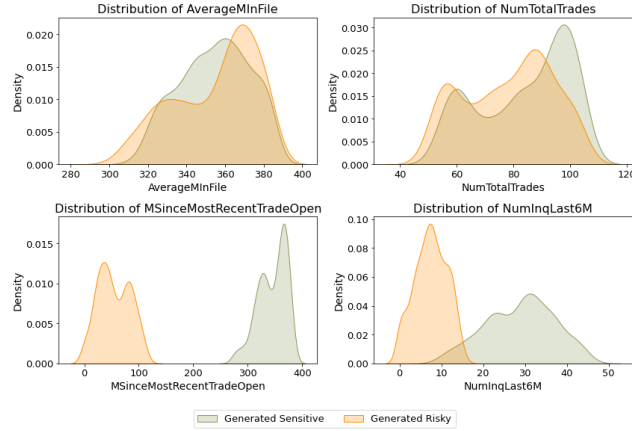 Distribution of AverageMInFile
Density
0.020
0.015
0.010
0.005
0.000
280 300 320 340 360 380 400
AverageMInFile
Distribution of NumTotalTrades
Density
0.030
0.025
0.020
0.015
0.010
0.005
0.000
40 60 80 100 120
NumTotalTrades
Distribution of MSinceMostRecentTradeOpen
Density
0.015
0.010
0.005
0.000
0 100 200 300 400
MSinceMostRecentTradeOpen
Distribution of NumInqLast6M
Density
0.10
0.08
0.06
0.04
0.02
0.00
0 10 20 30 40 50
NumInqLast6M
Generated Sensitive Generated Risky